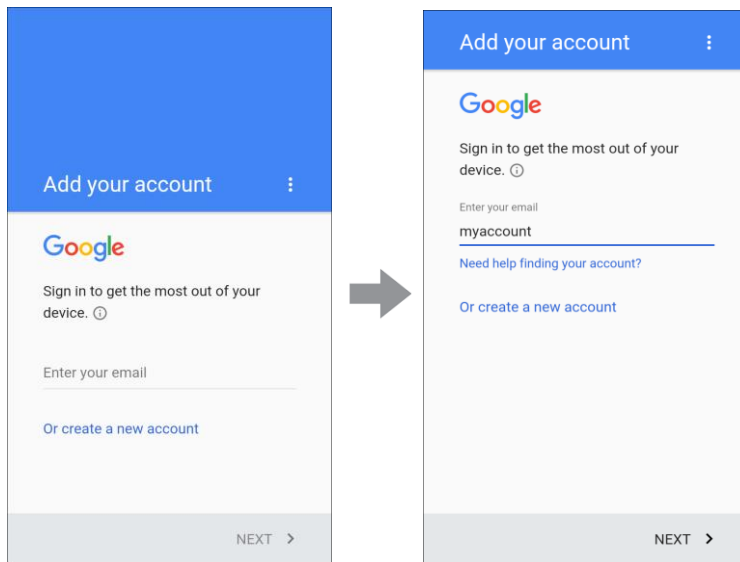 Add your account
Google
Sign in to get the most out of your
device.
Enter your email
Or create a new account
NEXT
Add your account
Google
Sign in to get the most out of your
device.
Enter your email
myaccount
Need help finding your account?
Or create a new account
NEXT